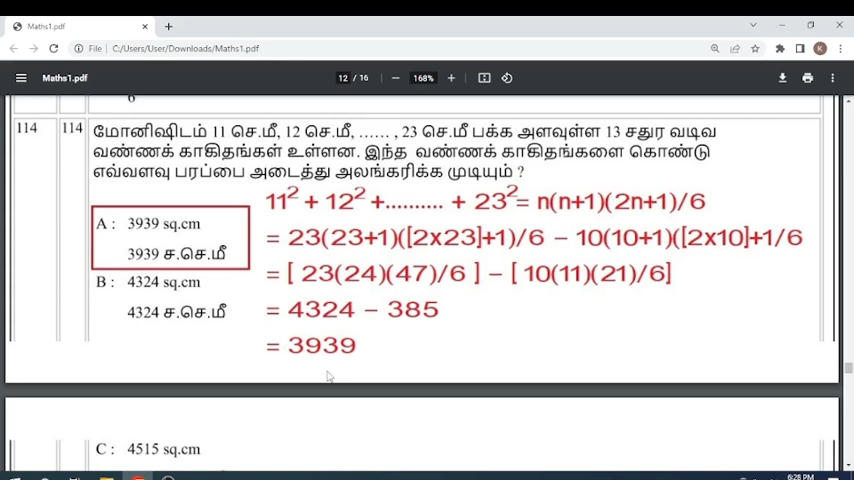 Maths1.pdf
File
C:/Users/User/Downloads/Maths1.pdf
K
Maths1.pdf
12 / 16
168%
6
114
114
மோனிஷிடம் 11 செ.மீ, 12 செ.மீ, ...... , 23 செ.மீ பக்க அளவுள்ள 13 சதுர வடிவ
வண்ணக் காகிதங்கள் உள்ளன. இந்த வண்ணக் காகிதங்களை கொண்டு
எவ்வளவு பரப்பை அடைத்து அலங்கரிக்க முடியும் ?
11² + 12² +.......... + 23² = n(n+1)(2n+1)/6
A : 3939 sq.cm
= 23(23+1)([2x23]+1)/6 – 10(10+1)([2x10]+1/6
3939 ச.செ.மீ
= [ 23(24)(47)/6 ] – [ 10(11)(21)/6]
B : 4324 sq.cm
4324 ச.செ.மீ
= 4324 – 385
= 3939
C : 4515 sq.cm
6:28 PM